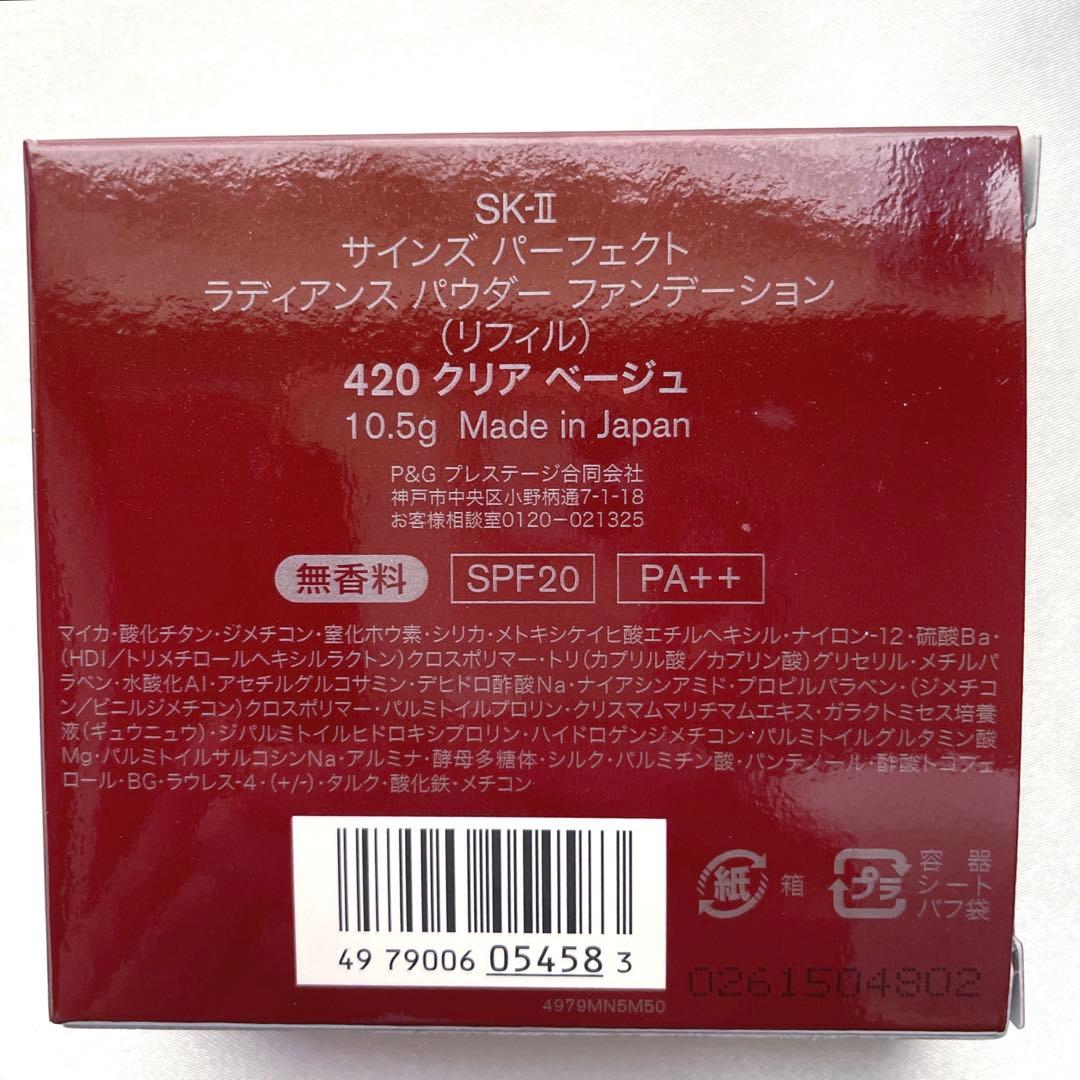 SK-Ⅱ
サインズ パーフェクト
ラディアンス パウダー ファンデーション
(リフィル)
420 クリア ベージュ
10.5g Made in Japan
P&G プレステージ合同会社
神戸市中央区小野柄通7-1-18
お客様相談室0120-021325
無香料 SPF20 PA++
マイカ・酸化チタン・ジメチコン・窒化ホウ素・シリカ・メトキシケイヒ酸エチルヘキシル・ナイロン-12・硫酸Ba・
(HDI/トリメチロールヘキシルラクトン)クロスポリマー・トリ(カプリル酸/カプリン酸)グリセリル・メチルパ
ラベン・水酸化Al・アセチルグルコサミン・デヒドロ酢酸Na・ナイアシンアミド・プロピルパラベン・(ジメチコ
ン/ビニルジメチコン)クロスポリマー・パルミトイルプロリン・クリスマムマリチマムエキス・ガラクトミセス培養
液(ギュウニュウ)・ジパルミトイルヒドロキシプロリン・ハイドロゲンジメチコン・パルミトイルグルタミン酸
Mg・パルミトイルサルコシンNa・アルミナ・酵母多糖体・シルク・パルミチン酸・パンテノール・酢酸トコフェ
ロール・BG・ラウレス-4・(+/-)・タルク・酸化鉄・メチコン
紙 箱
プラ 容器
シート
パフ袋
49 79006 05458 3
4979MN5M50
0261504802